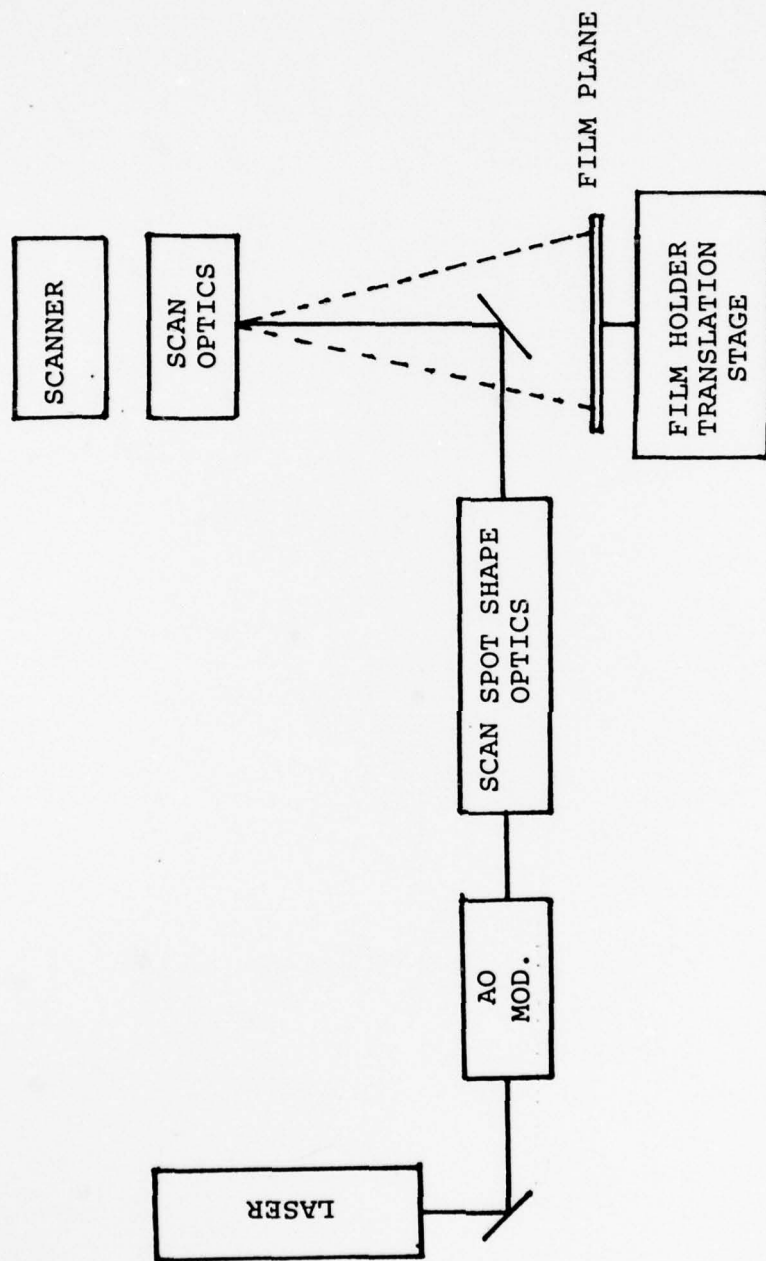 SCANNER
SCAN
OPTICS
FILM PLANE
FILM HOLDER
TRANSLATION
STAGE
SCAN SPOT SHAPE
OPTICS
AO
MOD.
LASER